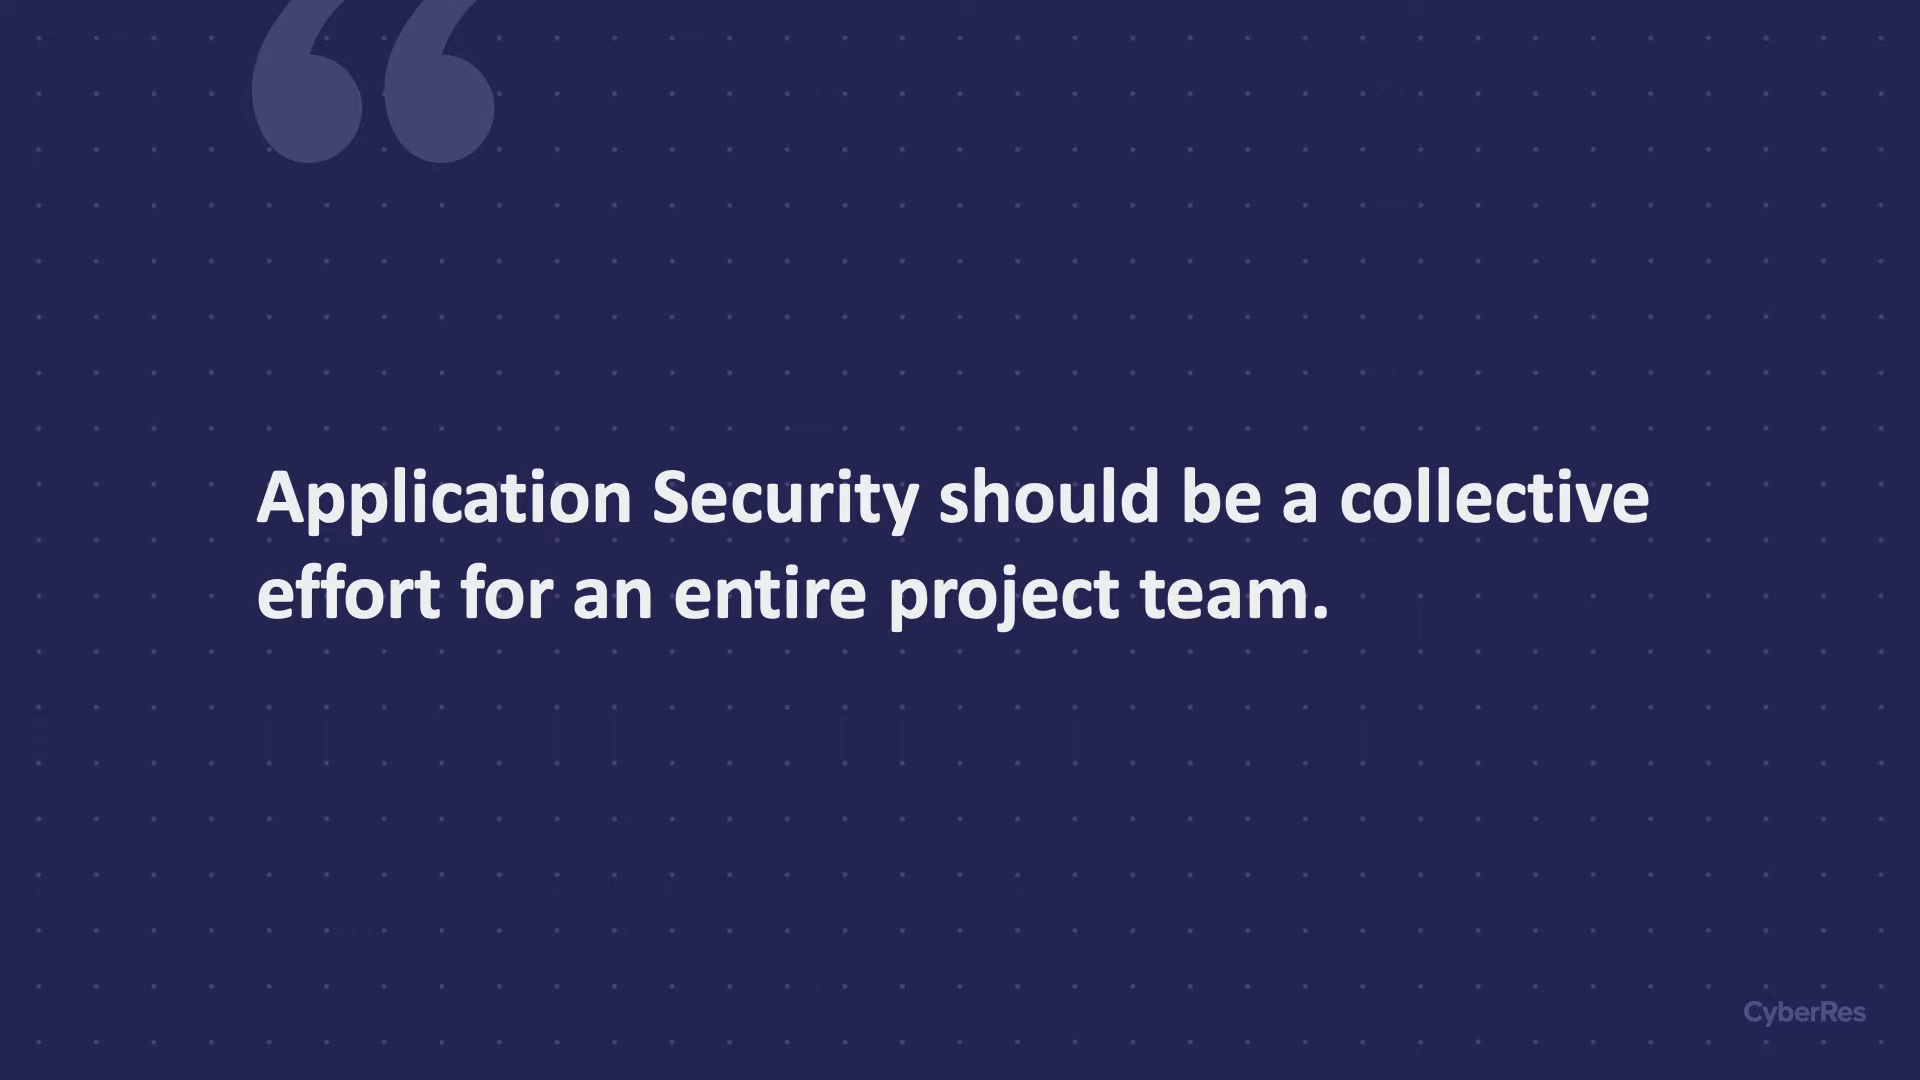 Application Security should be a collective
effort for an entire project team.
CyberRes